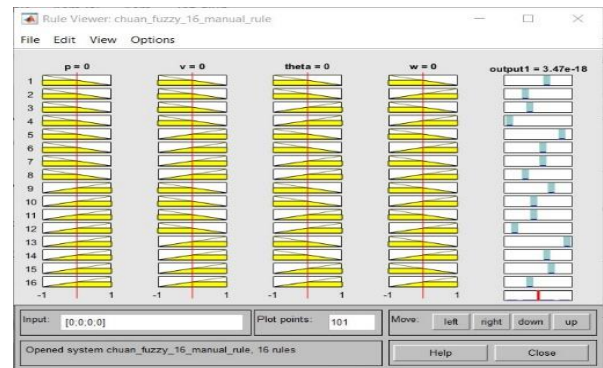 Rule Viewer: chuan_fuzzy_16_manual_rule
File Edit View Options
p = 0 v = 0 theta = 0 w = 0 output1 = 3.47e-18
1
2
3
4
5
6
7
8
9
10
11
12
13
14
15
16
-1 1 -1 1 -1 1 -1 1
Input: [0;0;0;0] Plot points: 101 Move: left right down up
Opened system chuan_fuzzy_16_manual_rule, 16 rules Help Close